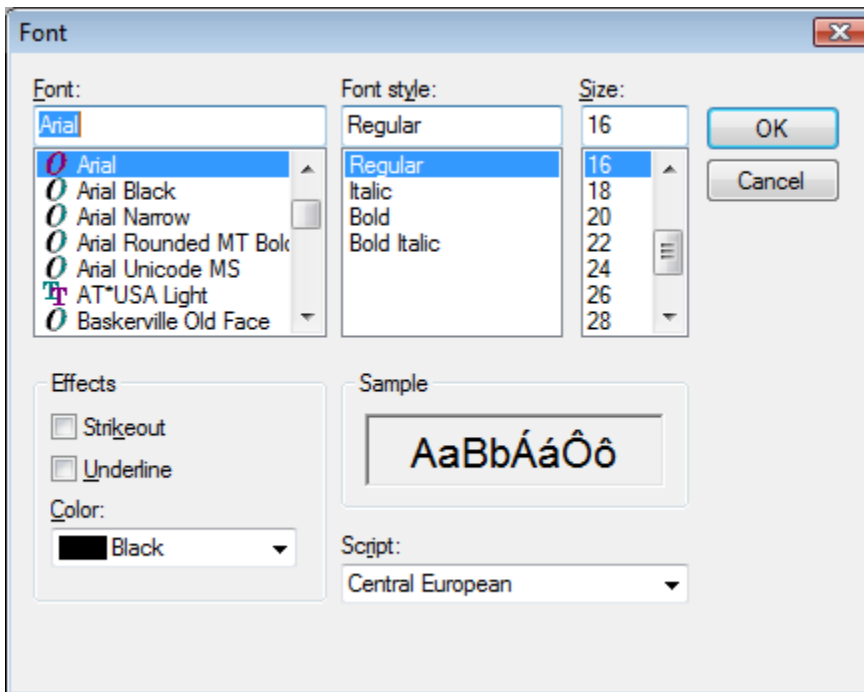 Font
Font:
Arial
Arial
Arial Black
Arial Narrow
Arial Rounded MT Bold
Arial Unicode MS
AT*USA Light
Baskerville Old Face
Font style:
Regular
Regular
Italic
Bold
Bold Italic
Size:
16
16
18
20
22
24
26
28
OK
Cancel
Effects
Strikeout
Underline
Color:
Black
Sample
AaBbÁáÔô
Script:
Central European